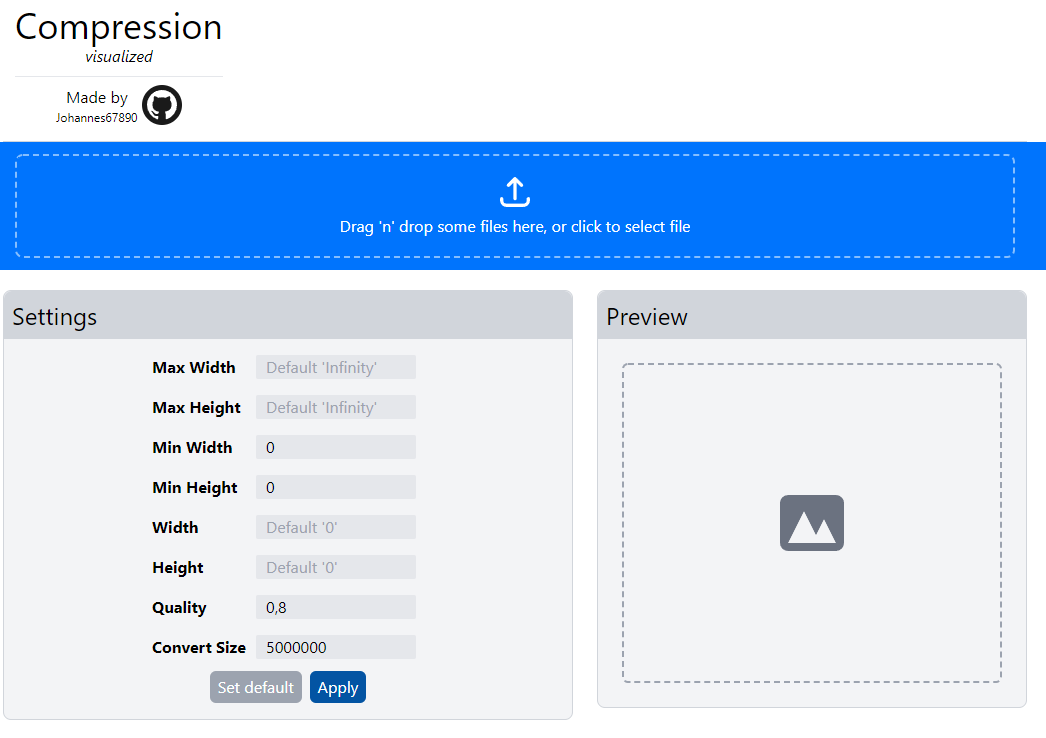 Compression
visualized
Made by
Johannes67890
Drag 'n' drop some files here, or click to select file
Settings
Max Width Default 'Infinity'
Max Height Default 'Infinity'
Min Width 0
Min Height 0
Width Default '0'
Height Default '0'
Quality 0,8
Convert Size 5000000
Set default Apply
Preview